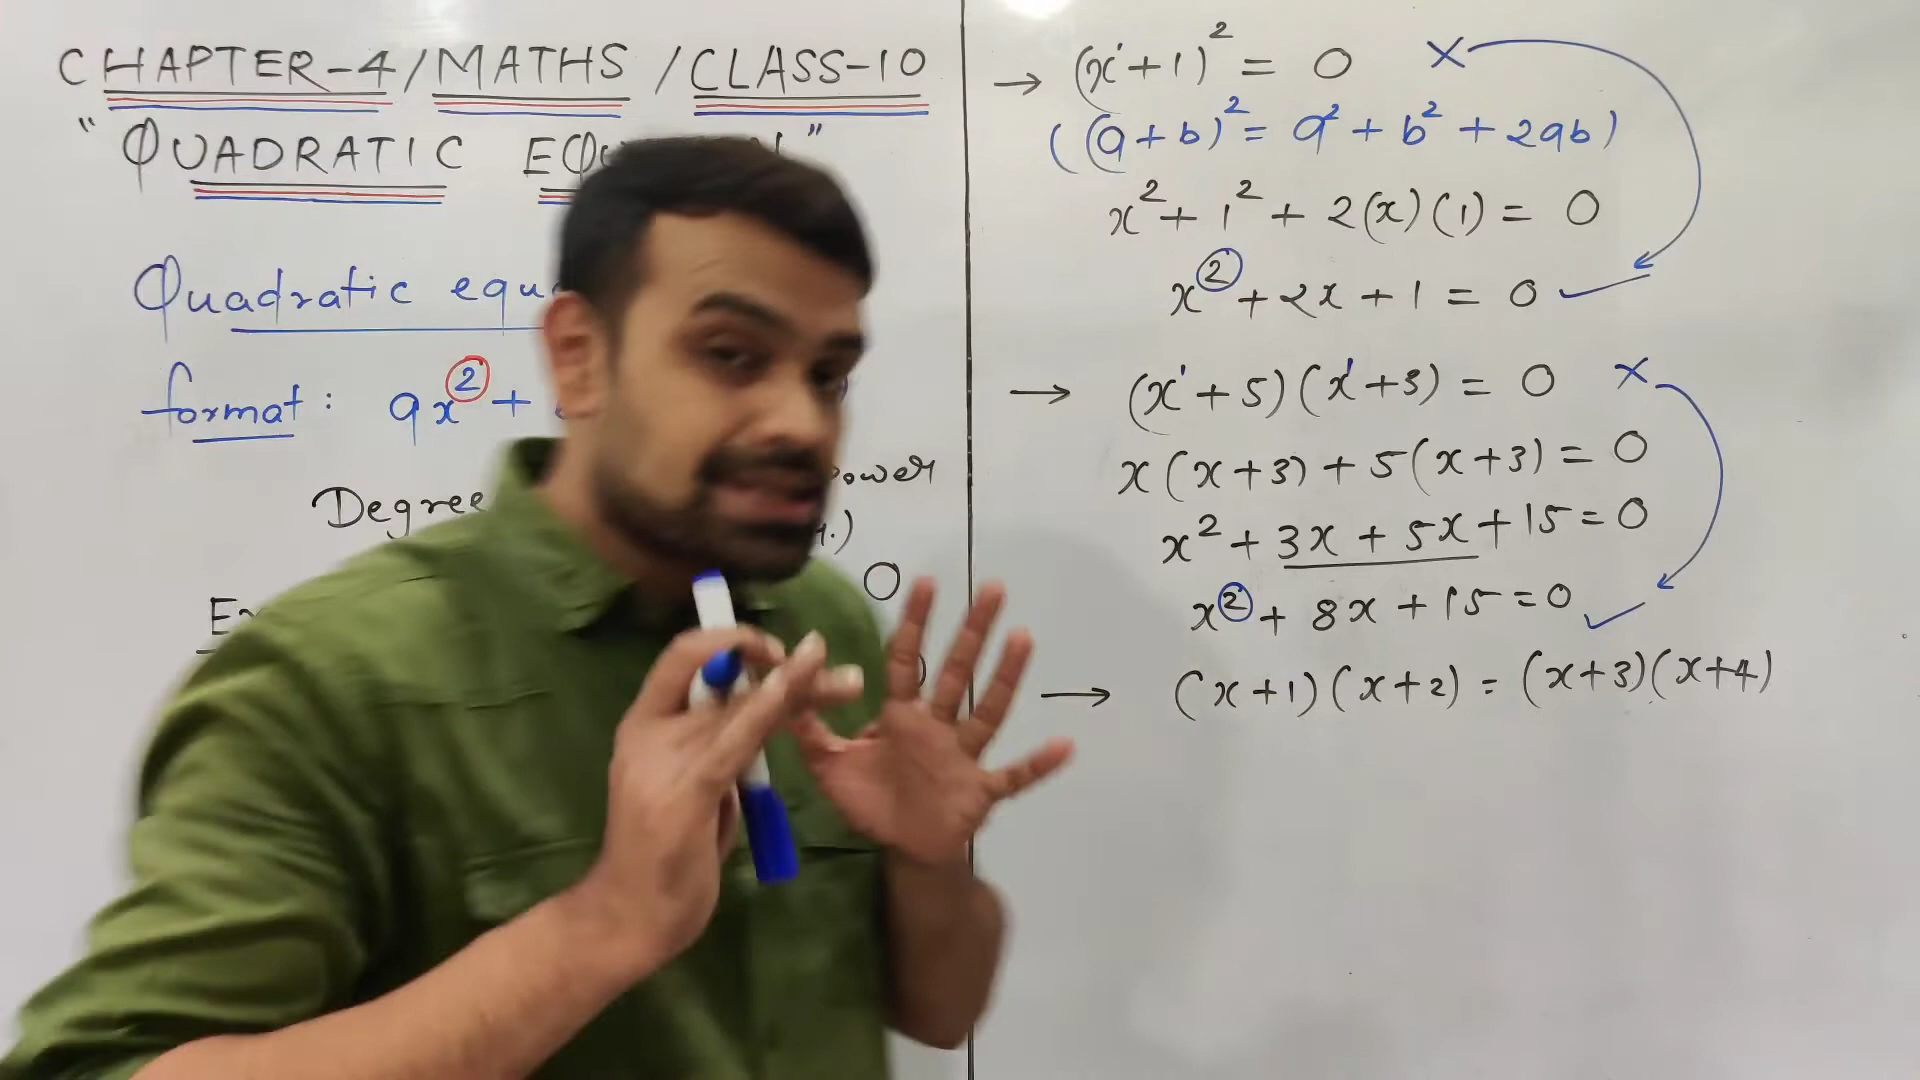 CHAPTER-4/MATHS/CLASS-10
"QUADRATIC
Quadratic
format: ax² +
Degree
0
→ (x+1)² = 0 ×
((a+b)² = a² + b² + 2ab)
x² + 1² + 2(x)(1) = 0
x² + 2x + 1 = 0 ✓
→ (x+5)(x+3) = 0 ×
x(x+3) + 5(x+3) = 0
x² + 3x + 5x + 15 = 0
x² + 8x + 15 = 0 ✓
→ (x+1)(x+2) = (x+3)(x+4)